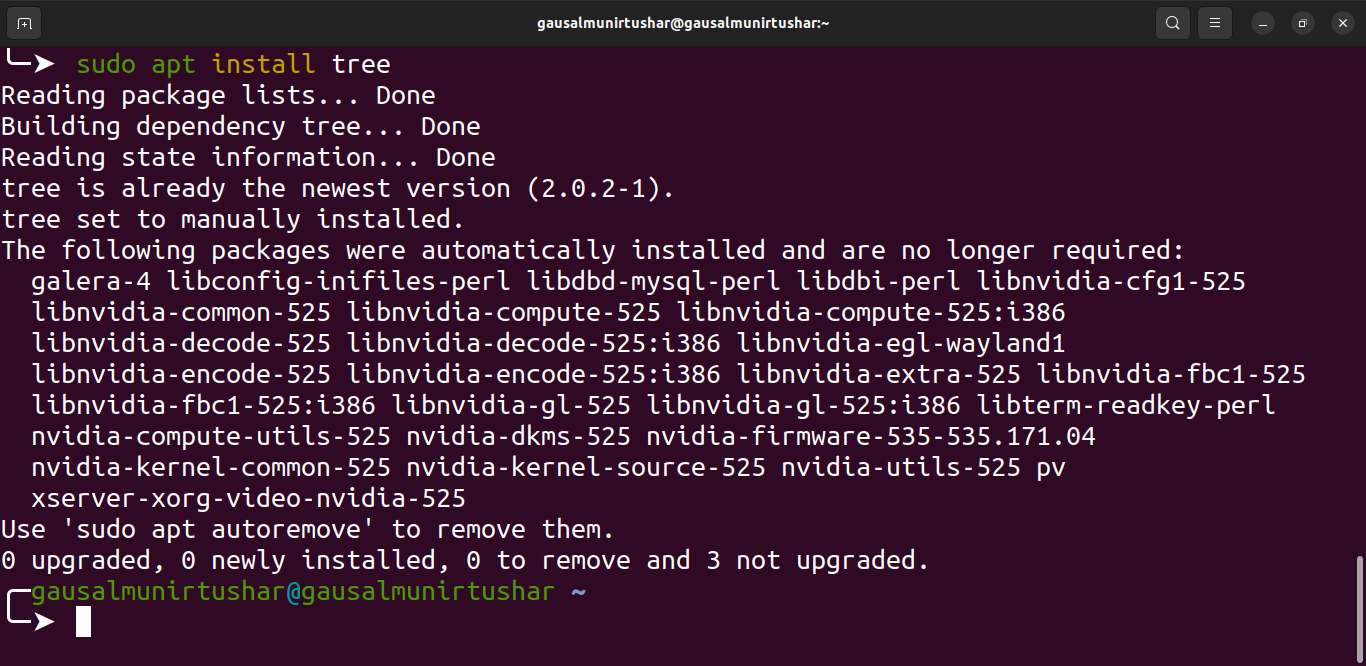 gausalmunirtushar@gausalmunirtushar:~
sudo apt install tree
Reading package lists... Done
Building dependency tree... Done
Reading state information... Done
tree is already the newest version (2.0.2-1).
tree set to manually installed.
The following packages were automatically installed and are no longer required:
  galera-4 libconfig-inifiles-perl libdbd-mysql-perl libdbi-perl libnvidia-cfg1-525
  libnvidia-common-525 libnvidia-compute-525 libnvidia-compute-525:i386
  libnvidia-decode-525 libnvidia-decode-525:i386 libnvidia-egl-wayland1
  libnvidia-encode-525 libnvidia-encode-525:i386 libnvidia-extra-525 libnvidia-fbc1-525
  libnvidia-fbc1-525:i386 libnvidia-gl-525 libnvidia-gl-525:i386 libterm-readkey-perl
  nvidia-compute-utils-525 nvidia-dkms-525 nvidia-firmware-535-535.171.04
  nvidia-kernel-common-525 nvidia-kernel-source-525 nvidia-utils-525 pv
  xserver-xorg-video-nvidia-525
Use 'sudo apt autoremove' to remove them.
0 upgraded, 0 newly installed, 0 to remove and 3 not upgraded.
gausalmunirtushar@gausalmunirtushar ~